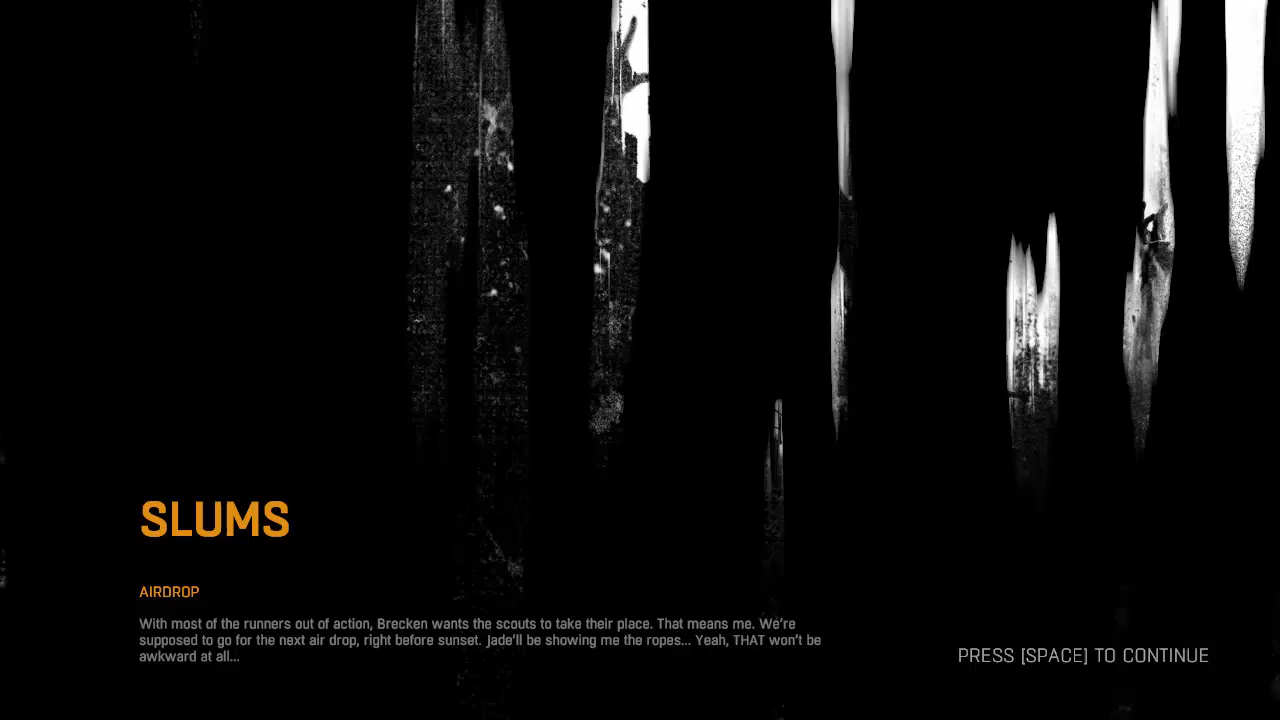 SLUMS
AIRDROP
With most of the runners out of action, Brecken wants the scouts to take their place. That means me. We're
supposed to go for the next air drop, right before sunset. Jade'll be showing me the ropes... Yeah, THAT won't be
awkward at all...
PRESS [SPACE] TO CONTINUE